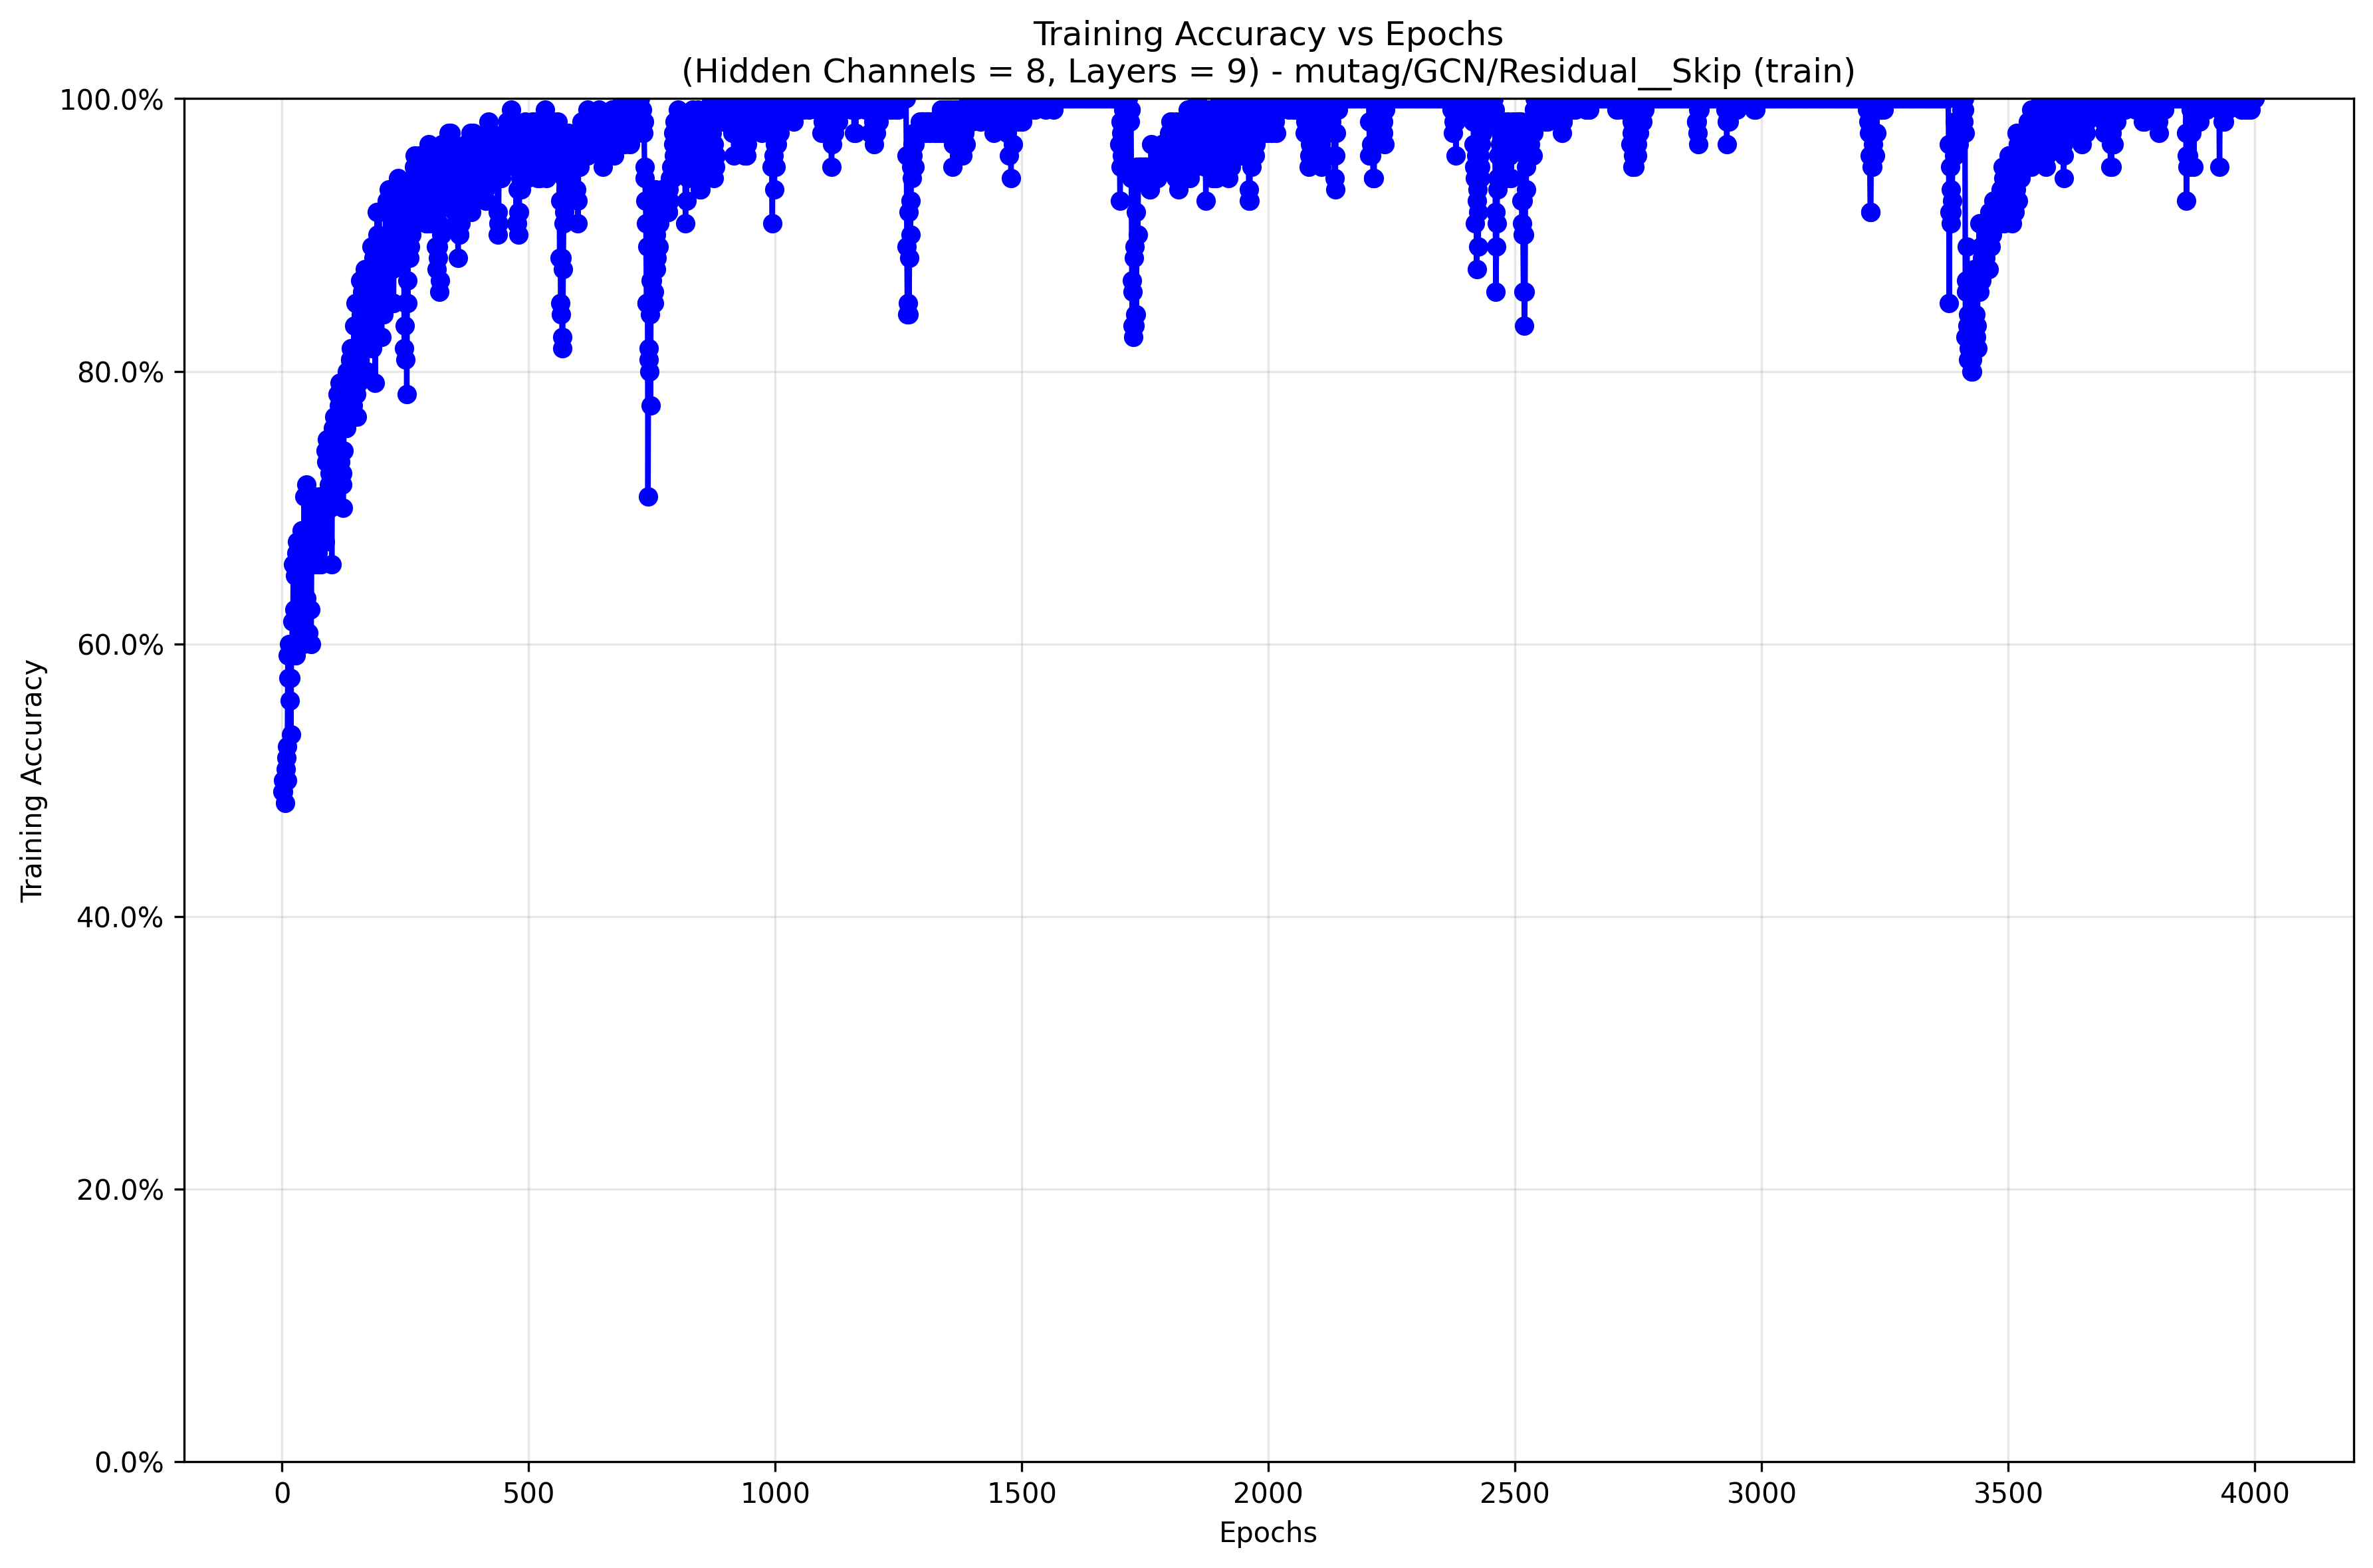 Training Accuracy vs Epochs
(Hidden Channels = 8, Layers = 9) - mutag/GCN/Residual__Skip (train)
100.0%
80.0%
60.0%
40.0%
20.0%
0.0%
Training Accuracy
0 500 1000 1500 2000 2500 3000 3500 4000
Epochs